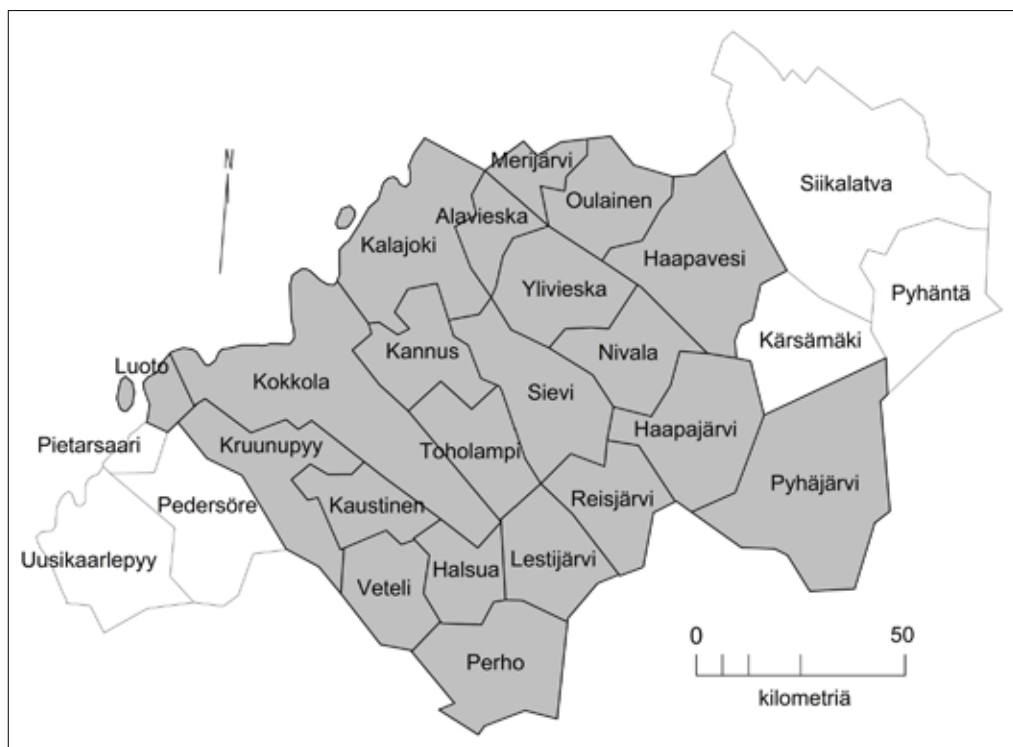 Merijärvi
Siikalatva
N
Oulainen
Alavieska
Kalajoki
Haapavesi
Ylivieska
Pyhäntä
Kärsämäki
Kannus
Nivala
Luoto
Kokkola
Sievi
Haapajärvi
Pietarsaari
Kruunupyy
Toholampi
Pyhäjärvi
Pedersöre
Kaustinen
Reisjärvi
Uusikaarlepyy
Halsua
Lestijärvi
Veteli
0 50
Perho
kilometriä